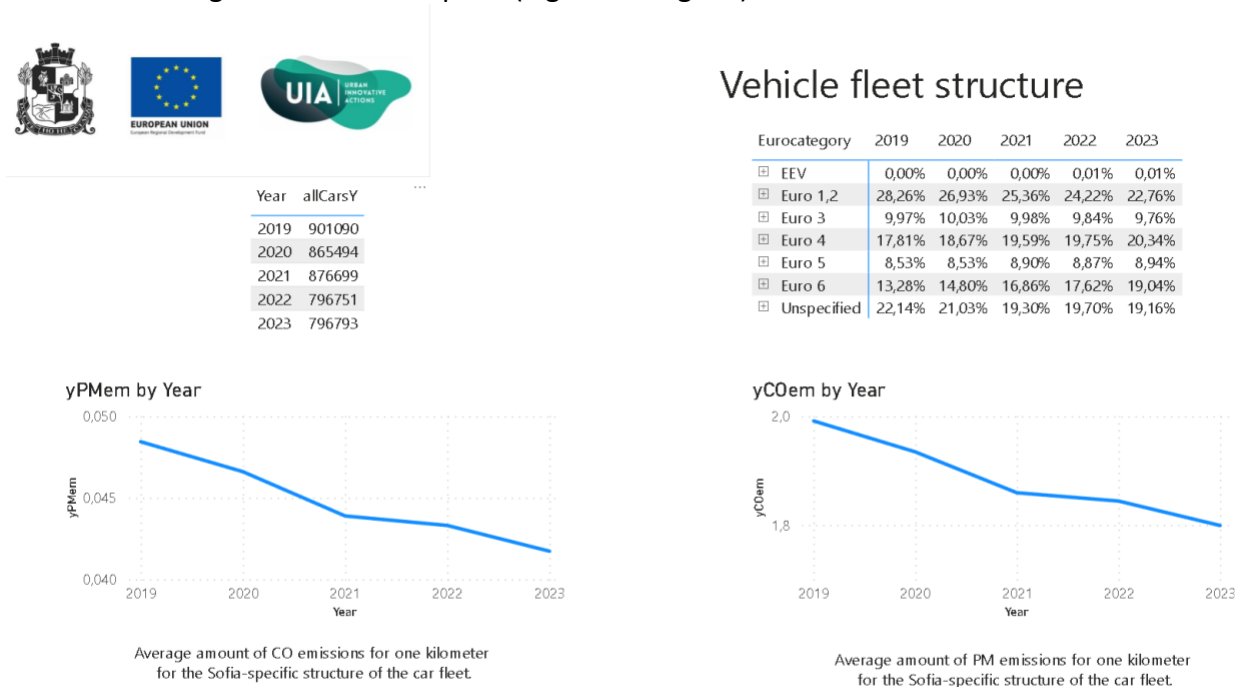 UIA
URBAN
INNOVATIVE
ACTIONS
EUROPEAN UNION
European Regional Development Fund
Vehicle fleet structure
Year allCarsY
2019 901090
2020 865494
2021 876699
2022 796751
2023 796793
Eurocategory 2019 2020 2021 2022 2023
EEV 0,00% 0,00% 0,00% 0,01% 0,01%
Euro 1,2 28,26% 26,93% 25,36% 24,22% 22,76%
Euro 3 9,97% 10,03% 9,98% 9,84% 9,76%
Euro 4 17,81% 18,67% 19,59% 19,75% 20,34%
Euro 5 8,53% 8,53% 8,90% 8,87% 8,94%
Euro 6 13,28% 14,80% 16,86% 17,62% 19,04%
Unspecified 22,14% 21,03% 19,30% 19,70% 19,16%
yPMem by Year
0,050
0,045
0,040
yPMem
2019 2020 2021 2022 2023
Year
Average amount of CO emissions for one kilometer
for the Sofia-specific structure of the car fleet.
yCOem by Year
2,0
1,8
yCOem
2019 2020 2021 2022 2023
Year
Average amount of PM emissions for one kilometer
for the Sofia-specific structure of the car fleet.